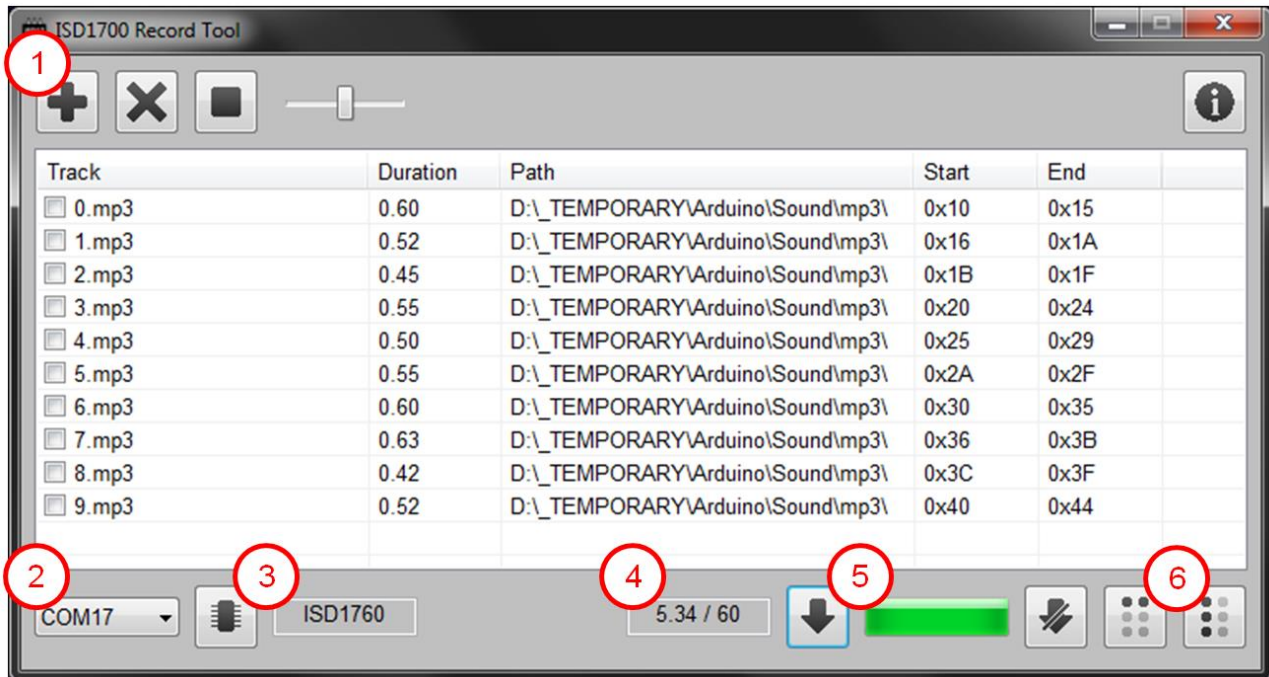 ISD1700 Record Tool
1
Track Duration Path Start End
0.mp3 0.60 D:\_TEMPORARY\Arduino\Sound\mp3\ 0x10 0x15
1.mp3 0.52 D:\_TEMPORARY\Arduino\Sound\mp3\ 0x16 0x1A
2.mp3 0.45 D:\_TEMPORARY\Arduino\Sound\mp3\ 0x1B 0x1F
3.mp3 0.55 D:\_TEMPORARY\Arduino\Sound\mp3\ 0x20 0x24
4.mp3 0.50 D:\_TEMPORARY\Arduino\Sound\mp3\ 0x25 0x29
5.mp3 0.55 D:\_TEMPORARY\Arduino\Sound\mp3\ 0x2A 0x2F
6.mp3 0.60 D:\_TEMPORARY\Arduino\Sound\mp3\ 0x30 0x35
7.mp3 0.63 D:\_TEMPORARY\Arduino\Sound\mp3\ 0x36 0x3B
8.mp3 0.42 D:\_TEMPORARY\Arduino\Sound\mp3\ 0x3C 0x3F
9.mp3 0.52 D:\_TEMPORARY\Arduino\Sound\mp3\ 0x40 0x44
2 3 4 5 6
COM17 ISD1760 5.34 / 60